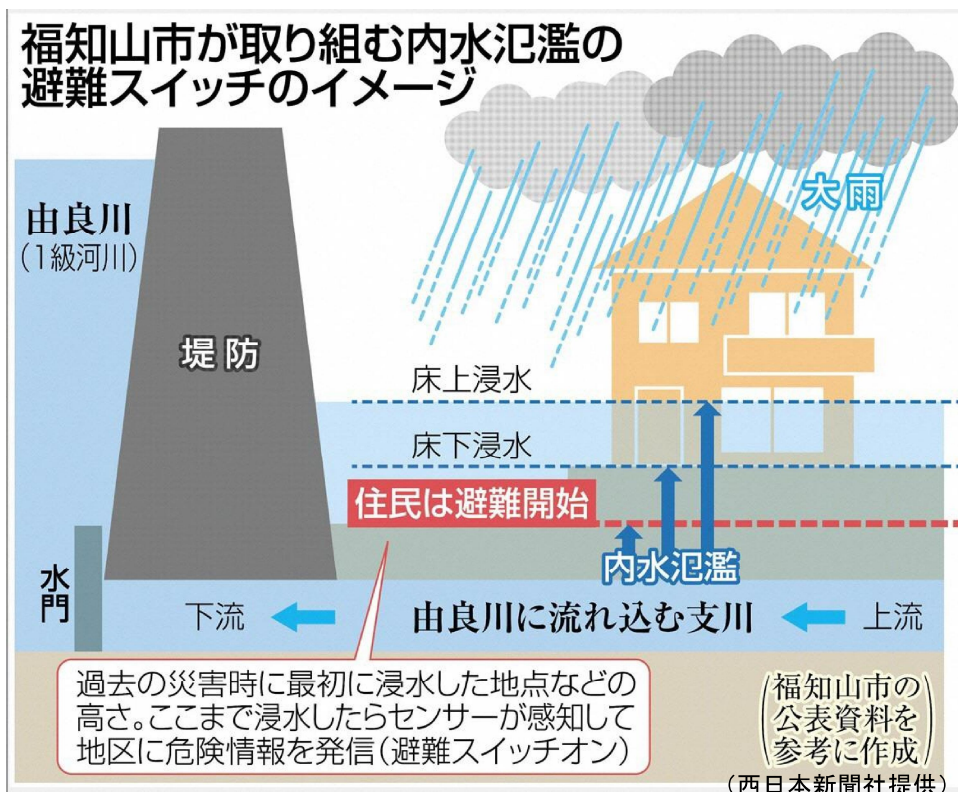 福知山市が取り組む内水氾濫の
避難スイッチのイメージ
大雨
由良川
(1級河川)
堤防
床上浸水
床下浸水
住民は避難開始
内水氾濫
水門
下流
由良川に流れ込む支川
上流
過去の災害時に最初に浸水した地点などの
高さ。ここまで浸水したらセンサーが感知して
地区に危険情報を発信(避難スイッチオン)
(福知山市の
公表資料を
参考に作成)
(西日本新聞社提供)